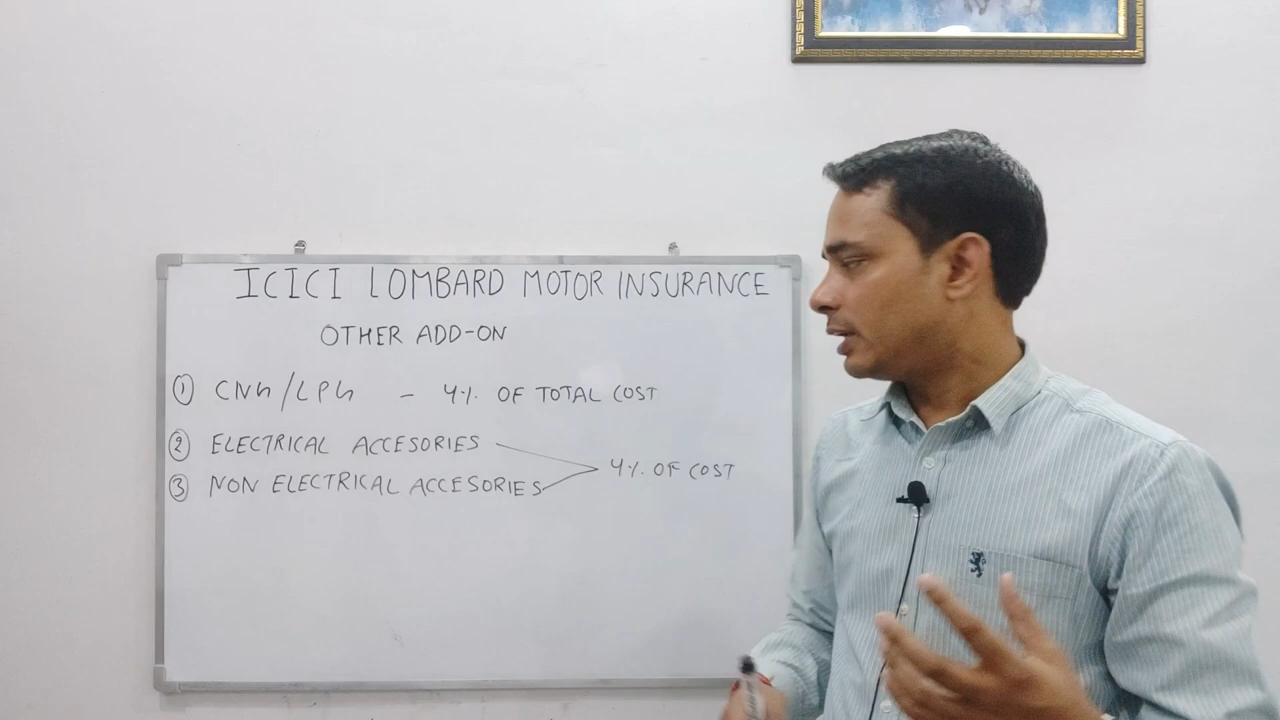 ICICI LOMBARD MOTOR INSURANCE
OTHER ADD-ON
① CNG/LPG - 4% OF TOTAL COST
② ELECTRICAL ACCESORIES
③ NON ELECTRICAL ACCESORIES
4% OF COST